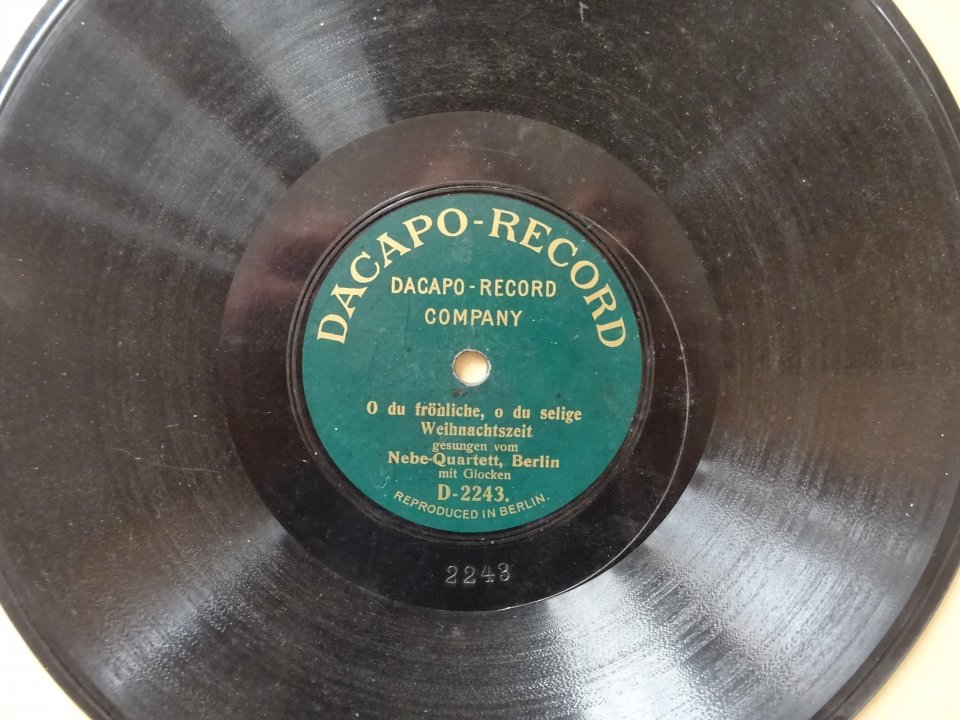 DACAPO-RECORD
DACAPO-RECORD
COMPANY
O du fröhliche, o du selige
Weihnachtszeit
gesungen vom
Nebe-Quartett, Berlin
mit Glocken
D-2243.
REPRODUCED IN BERLIN.
2243